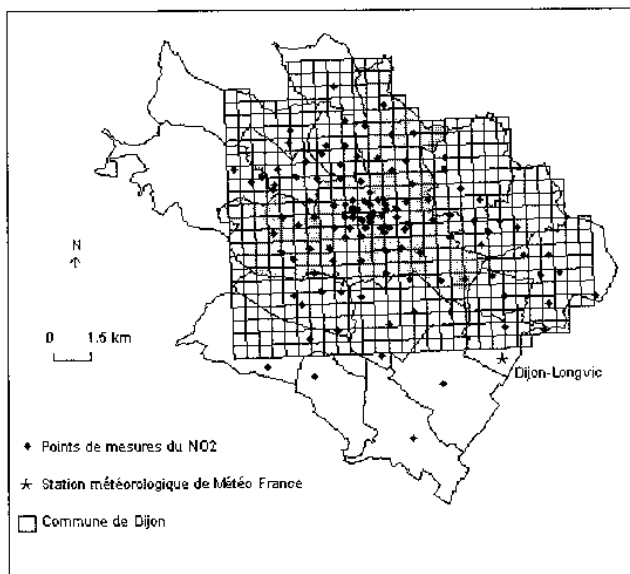 N
0 1.5 km
Dijon-Longvic
Points de mesures du NO2
Station météorologique de Météo France
Commune de Dijon